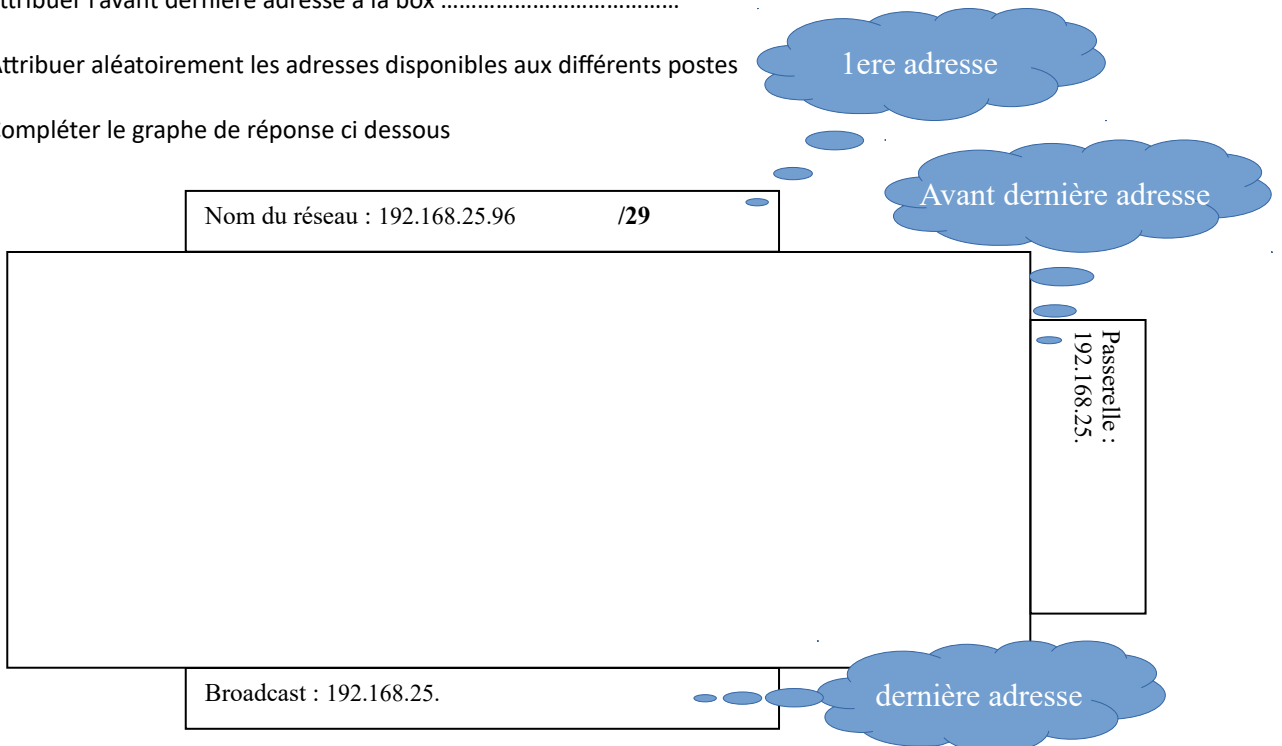 ttribuer l'avant dernière adresse à la box ……………………………
Attribuer aléatoirement les adresses disponibles aux différents postes
1ere adresse
Compléter le graphe de réponse ci dessous
Avant dernière adresse
Nom du réseau : 192.168.25.96 /29
Passerelle :
192.168.25.
Broadcast : 192.168.25.
dernière adresse